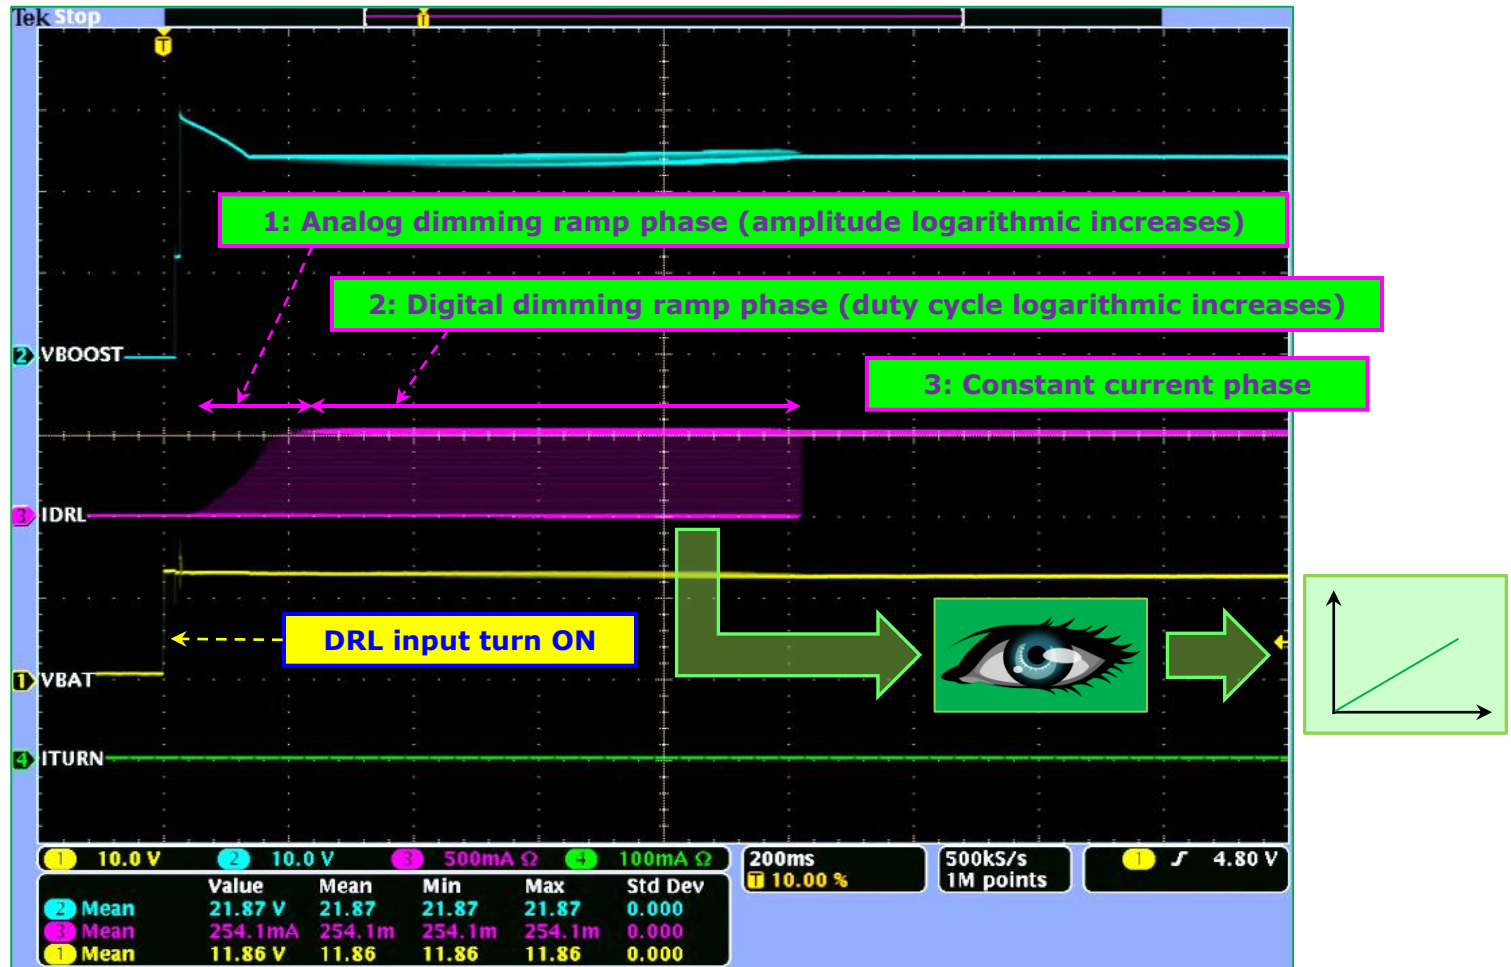 Tek Stop
T
T
1: Analog dimming ramp phase (amplitude logarithmic increases)
2: Digital dimming ramp phase (duty cycle logarithmic increases)
2 VBOOST
3: Constant current phase
3 IDRL
DRL input turn ON
1 VBAT
4 ITURN
1 10.0 V 2 10.0 V 3 500mA Ω 4 100mA Ω
200ms
T 10.00 %
500kS/s
1M points
1 4.80 V
Value Mean Min Max Std Dev
2 Mean 21.87 V 21.87 21.87 21.87 0.000
3 Mean 254.1mA 254.1m 254.1m 254.1m 0.000
1 Mean 11.86 V 11.86 11.86 11.86 0.000